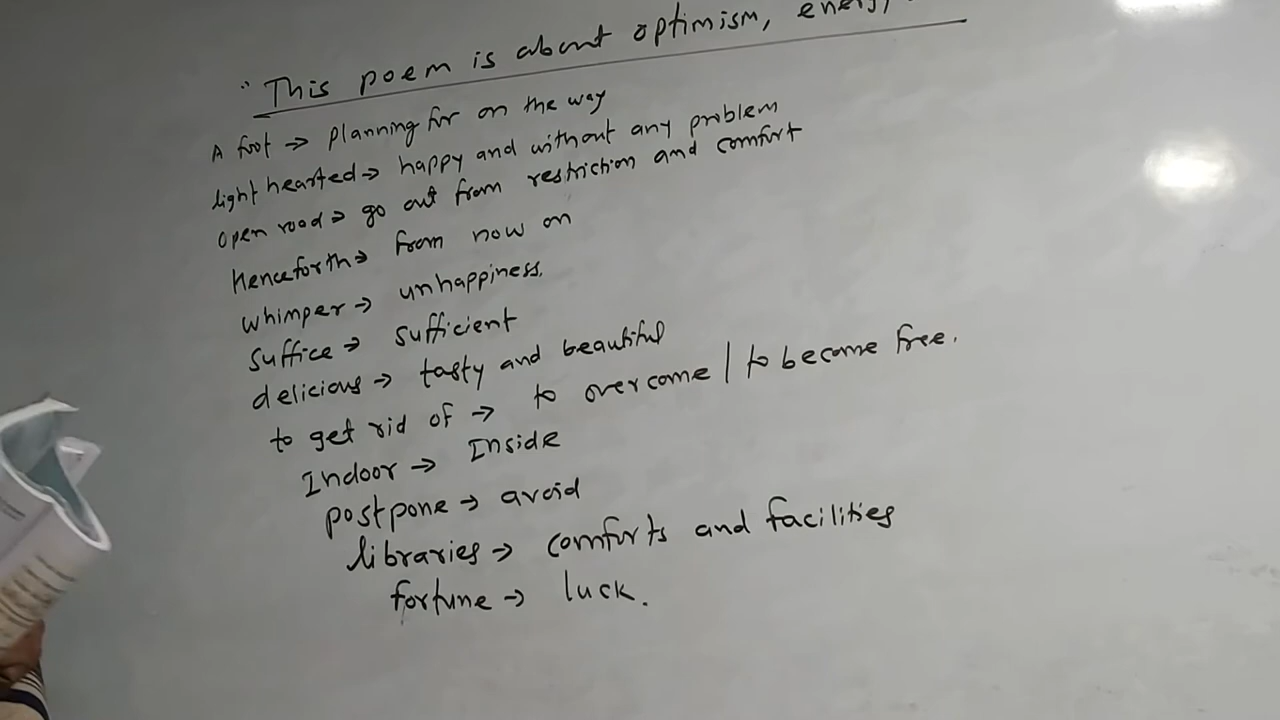 " This poem is about optimism,
A foot → planning for on the way
light hearted → happy and without any problem
open road → go out from restriction and comfort
Henceforth → from now on
whimper → unhappiness.
suffice → sufficient
delicious → tasty and beautiful
to get rid of → to overcome | to become free.
Indoor → Inside
postpone → avoid
libraries → comforts and facilities
fortune → luck.